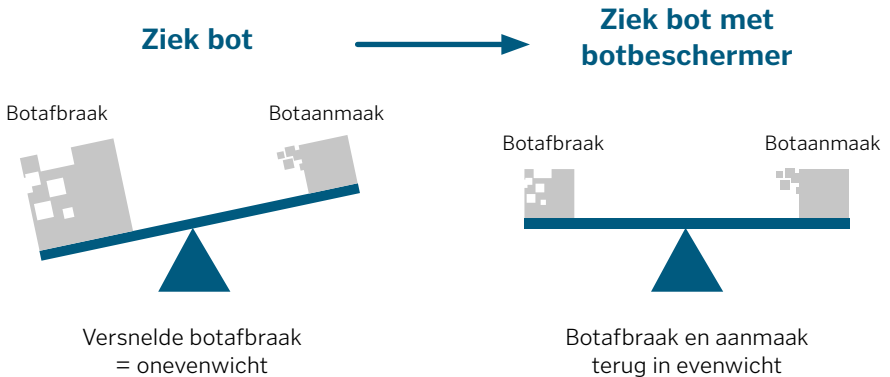 Ziek bot
Ziek bot met
botbeschermer
Botafbraak
Botaanmaak
Botafbraak
Botaanmaak
Versnelde botafbraak
= onevenwicht
Botafbraak en aanmaak
terug in evenwicht